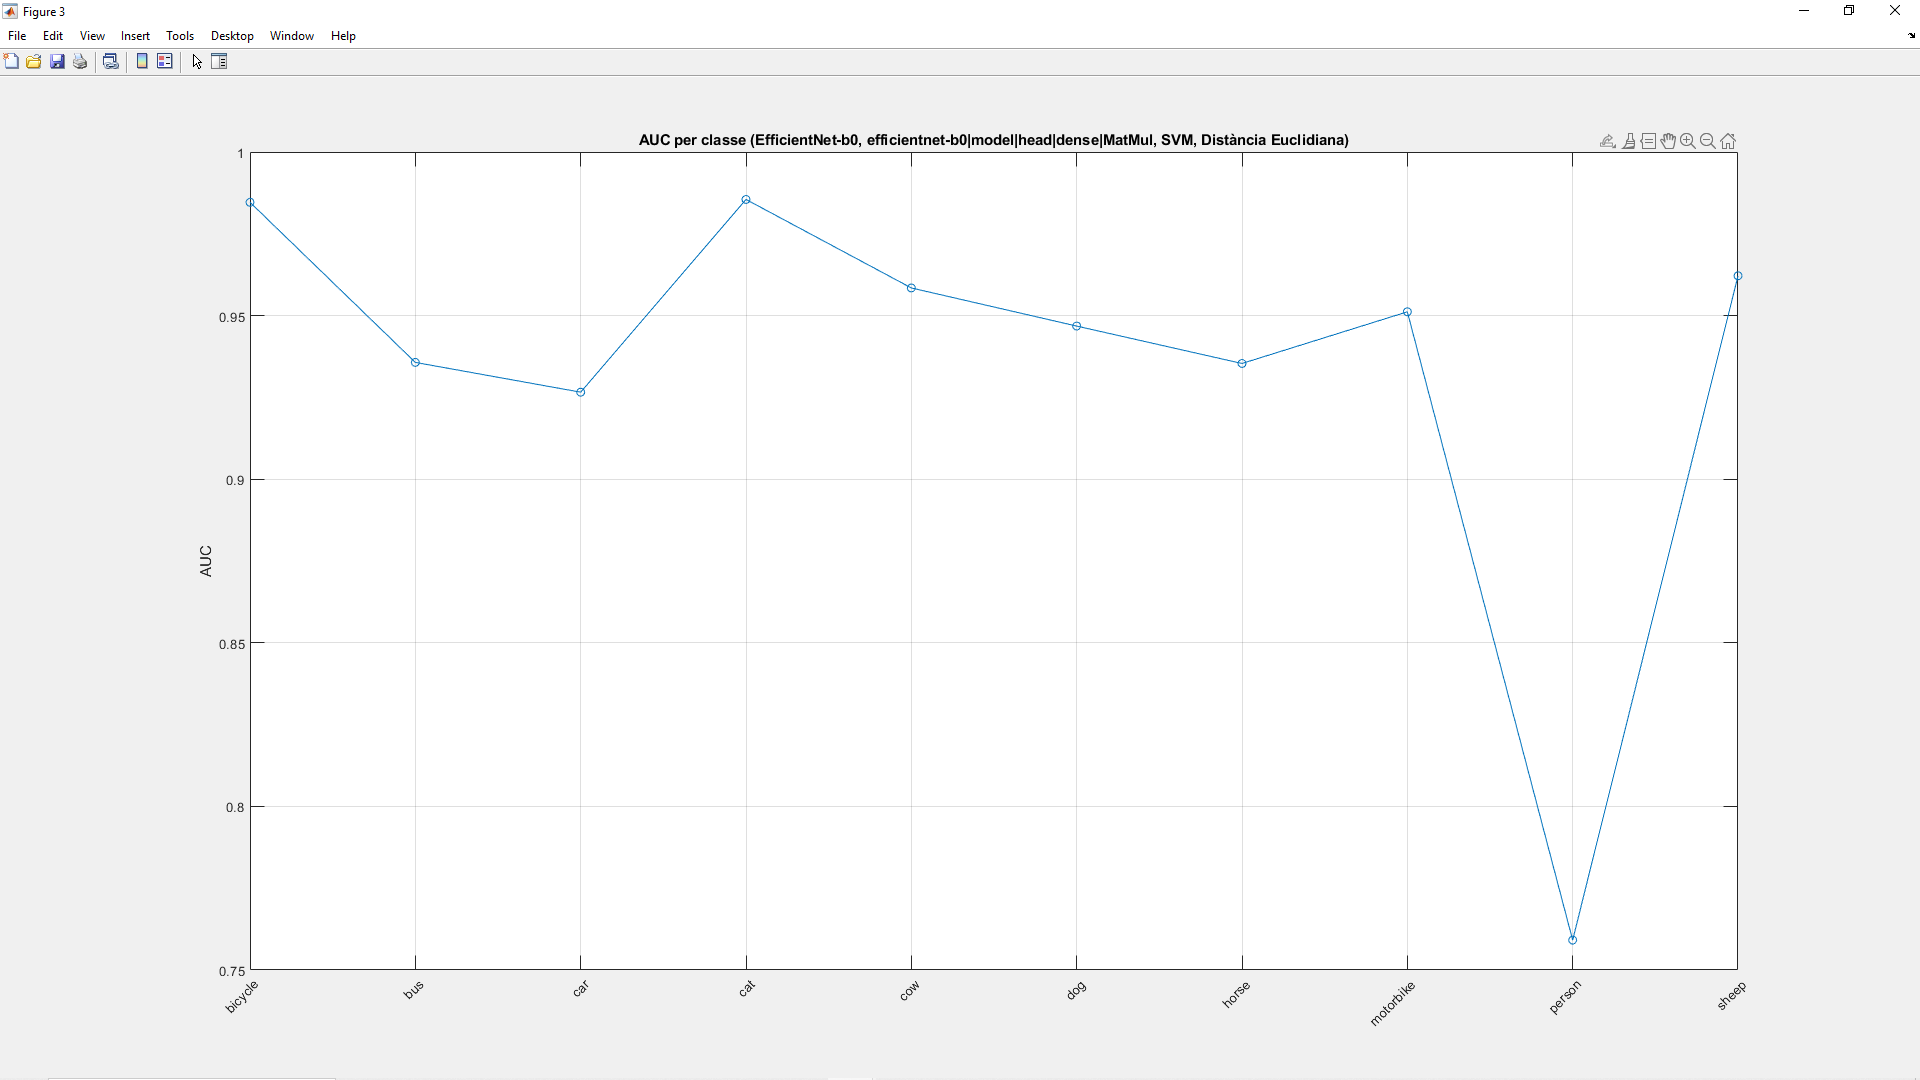 Figure 3
File Edit View Insert Tools Desktop Window Help
AUC per classe (EfficientNet-b0, efficientnet-b0|model|head|dense|MatMul, SVM, Distància Euclidiana)
1
0.95
0.9
0.85
0.8
0.75
AUC
bicycle
bus
car
cat
cow
dog
horse
motorbike
person
sheep